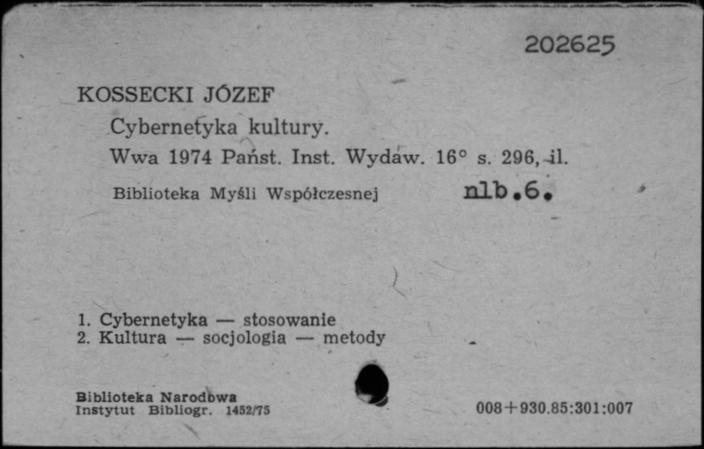 202625
KOSSECKI JÓZEF
Cybernetyka kultury.
Wwa 1974 Państ. Inst. Wydaw. 16° s. 296, il.
Biblioteka Myśli Współczesnej nlb.6.
1. Cybernetyka — stosowanie
2. Kultura — socjologia — metody
Biblioteka Narodowa
Instytut Bibliogr. 1452/75
008+930.85:301:007